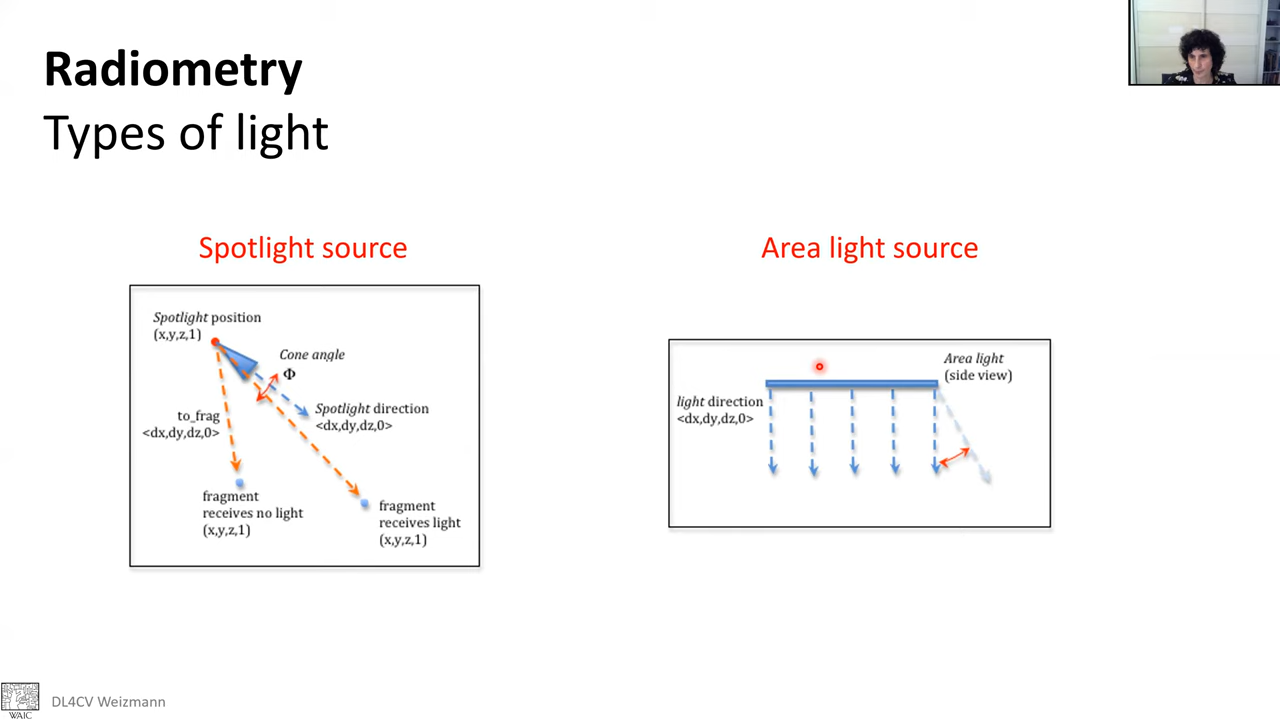 Radiometry
Types of light
Spotlight source
Area light source
Spotlight position
(x,y,z,1)
Cone angle
Φ
Spotlight direction
<dx,dy,dz,0>
to_frag
<dx,dy,dz,0>
fragment
receives no light
(x,y,z,1)
fragment
receives light
(x,y,z,1)
Area light
(side view)
light direction
<dx,dy,dz,0>
WAIC
DL4CV Weizmann